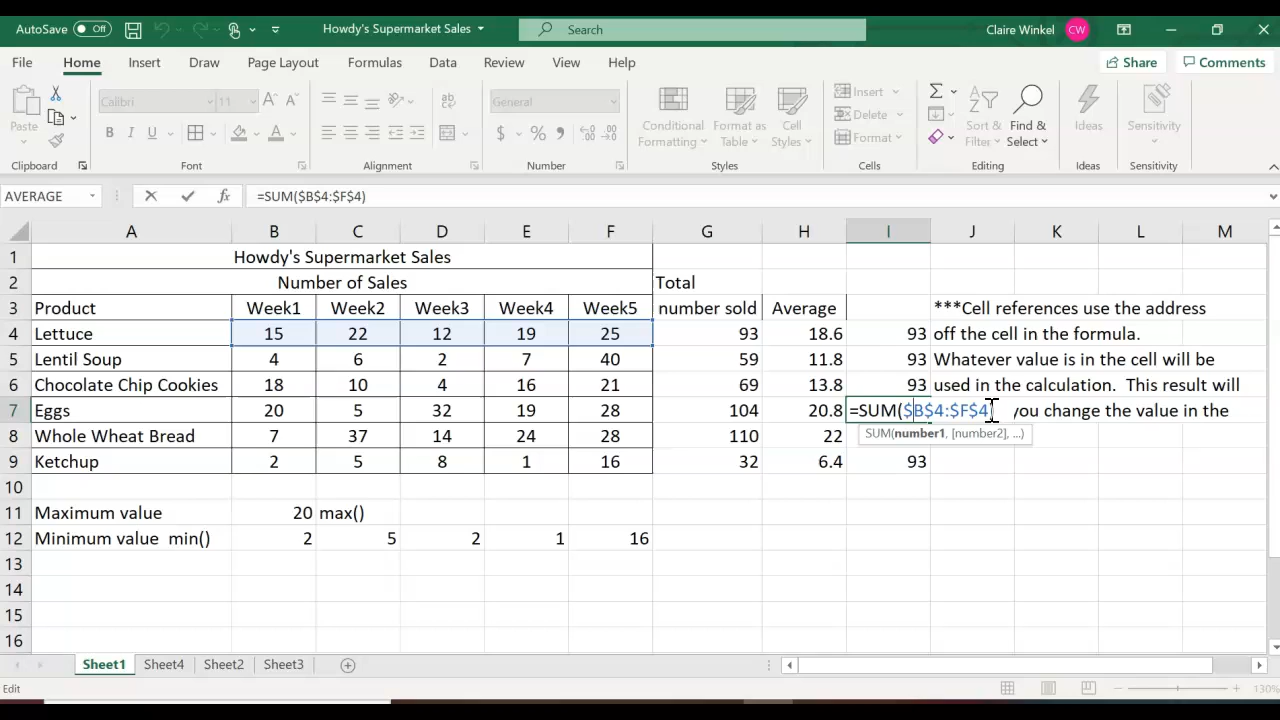 AutoSave Off Howdy's Supermarket Sales Search Claire Winkel CW
File Home Insert Draw Page Layout Formulas Data Review View Help Share Comments
Paste Calibri 11 General Conditional Formatting Format as Table Cell Styles Insert Delete Format Sort & Filter Find & Select Ideas Sensitivity
Clipboard Font Alignment Number Styles Cells Editing Ideas Sensitivity
AVERAGE =SUM($B$4:$F$4)
A B C D E F G H I J K L M
1 Howdy's Supermarket Sales
2 Number of Sales Total
3 Product Week1 Week2 Week3 Week4 Week5 number sold Average ***Cell references use the address
4 Lettuce 15 22 12 19 25 93 18.6 93 off the cell in the formula.
5 Lentil Soup 4 6 2 7 40 59 11.8 93 Whatever value is in the cell will be
6 Chocolate Chip Cookies 18 10 4 16 21 69 13.8 93 used in the calculation. This result will
7 Eggs 20 5 32 19 28 104 20.8 =SUM($B$4:$F$4) you change the value in the
8 Whole Wheat Bread 7 37 14 24 28 110 22
SUM(number1, [number2], ...)
9 Ketchup 2 5 8 1 16 32 6.4 93
10
11 Maximum value 20 max()
12 Minimum value min() 2 5 2 1 16
13
14
15
16
Sheet1 Sheet4 Sheet2 Sheet3
Edit 130%